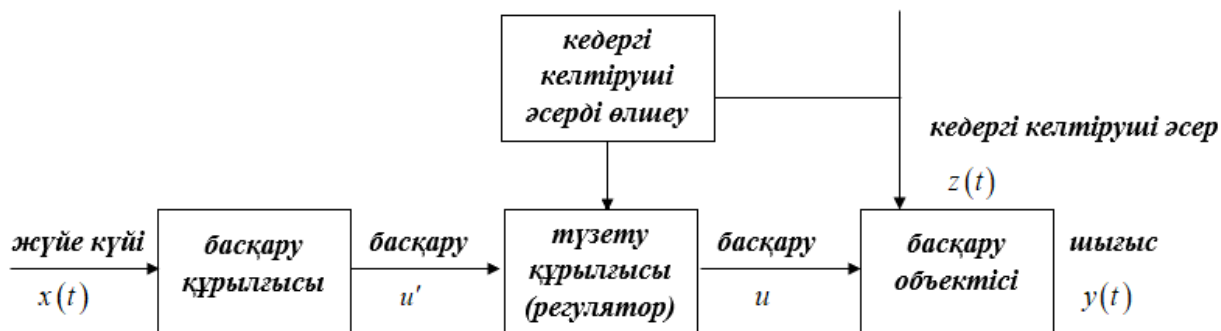 кедергі
келтіруші
әсерді өлшеу
кедергі келтіруші әсер
z(t)
жүйе күйі
x(t)
басқару
құрылғысы
басқару
u'
түзету
құрылғысы
(регулятор)
басқару
u
басқару
объектісі
шығыс
y(t)